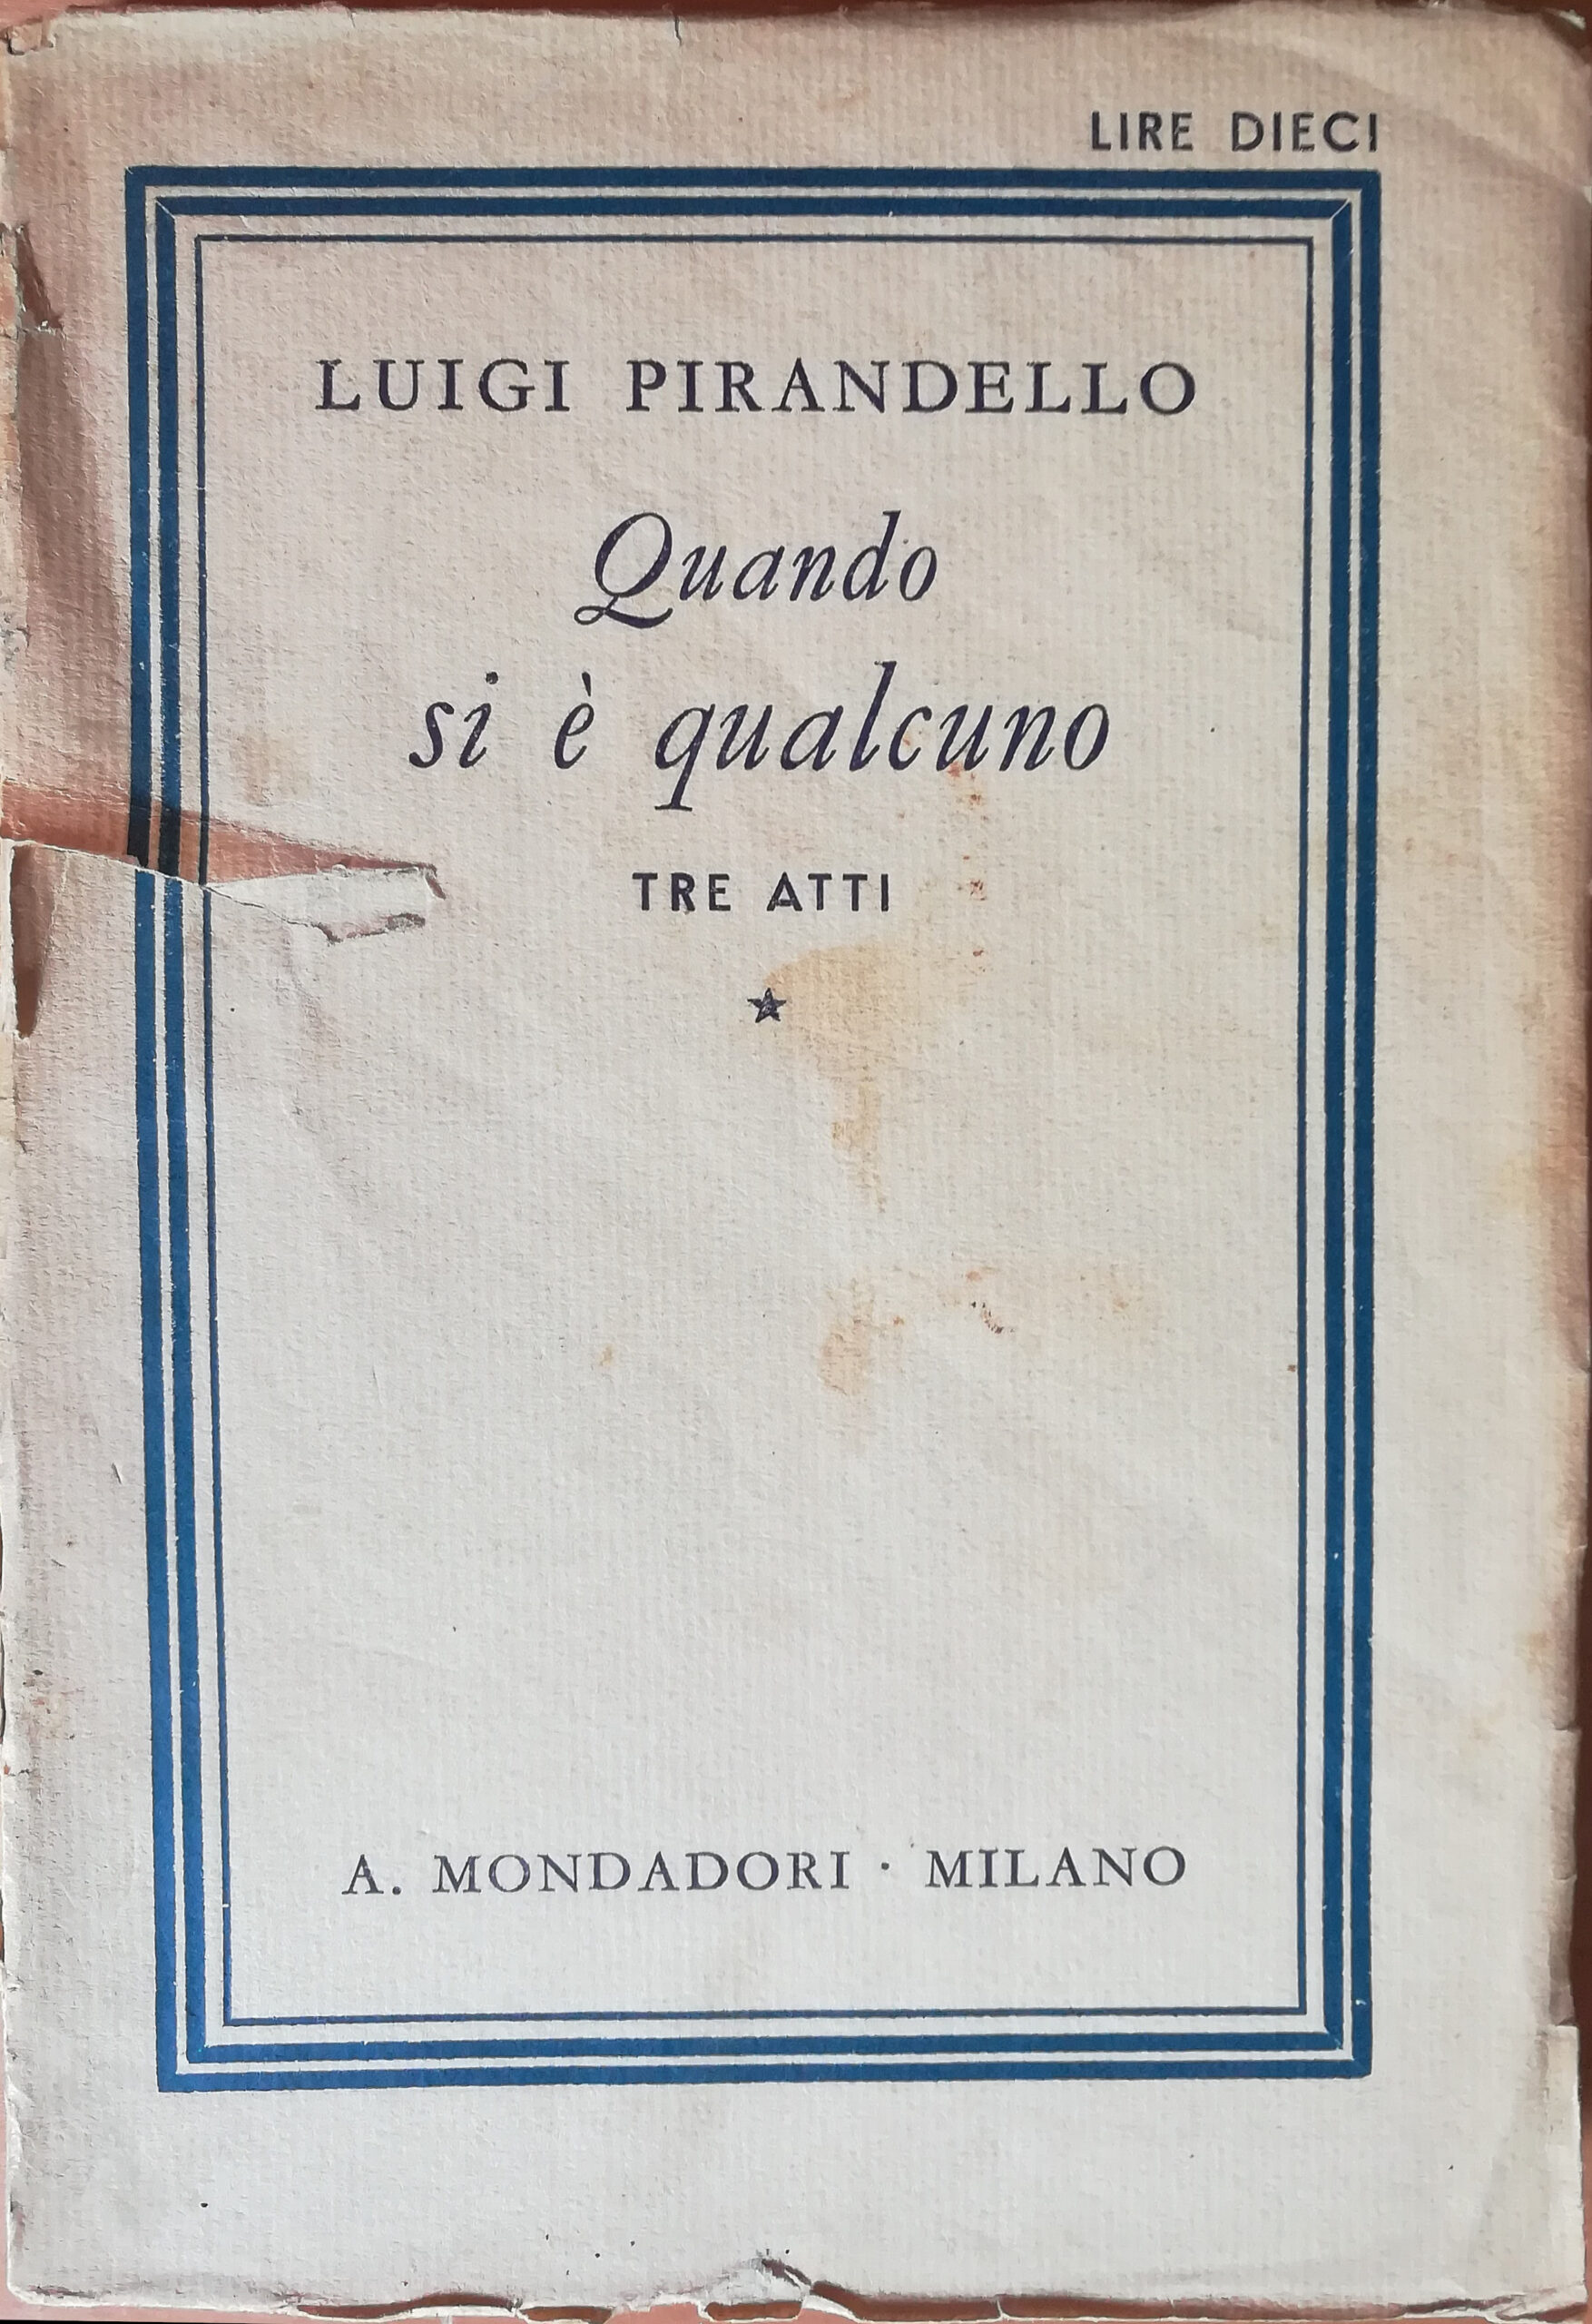 LIRE DIECI
LUIGI PIRANDELLO
Quando
si è qualcuno
TRE ATTI
A. MONDADORI · MILANO